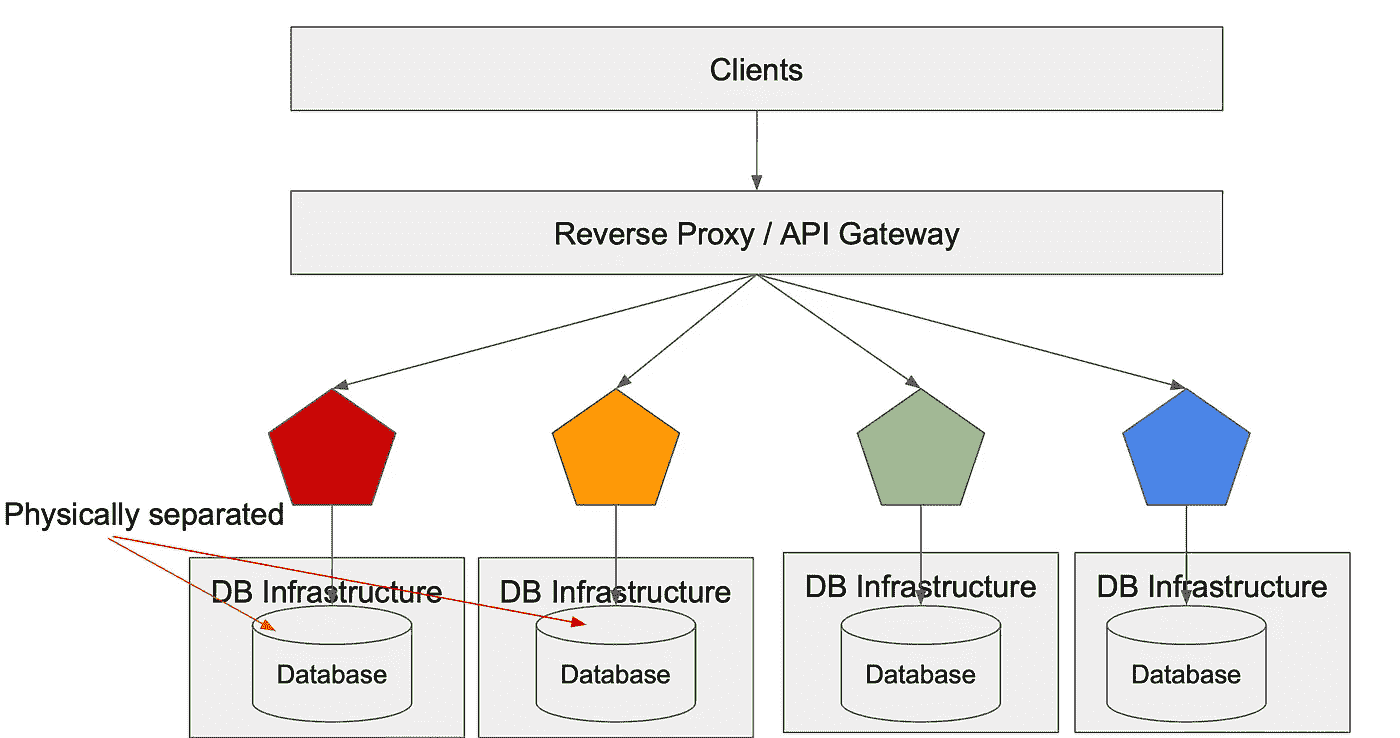 Clients
Reverse Proxy / API Gateway
Physically separated
DB Infrastructure
DB Infrastructure
DB Infrastructure
DB Infrastructure
Database
Database
Database
Database